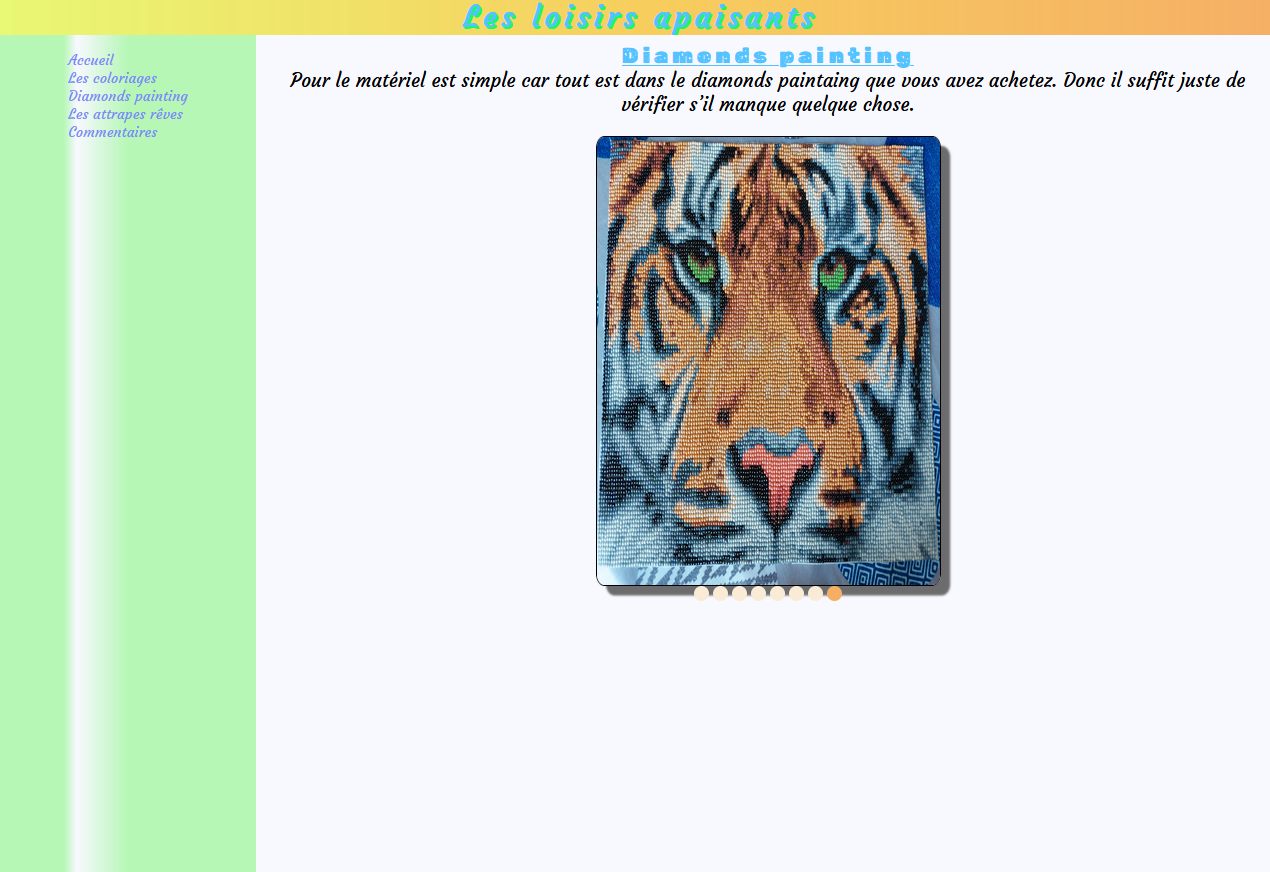 Les loisirs apaisants
Accueil
Les coloriages
Diamonds painting
Les attrapes rêves
Commentaires
Diamonds painting
Pour le matériel est simple car tout est dans le diamonds paintaing que vous avez achetez. Donc il suffit juste de
vérifier s'il manque quelque chose.